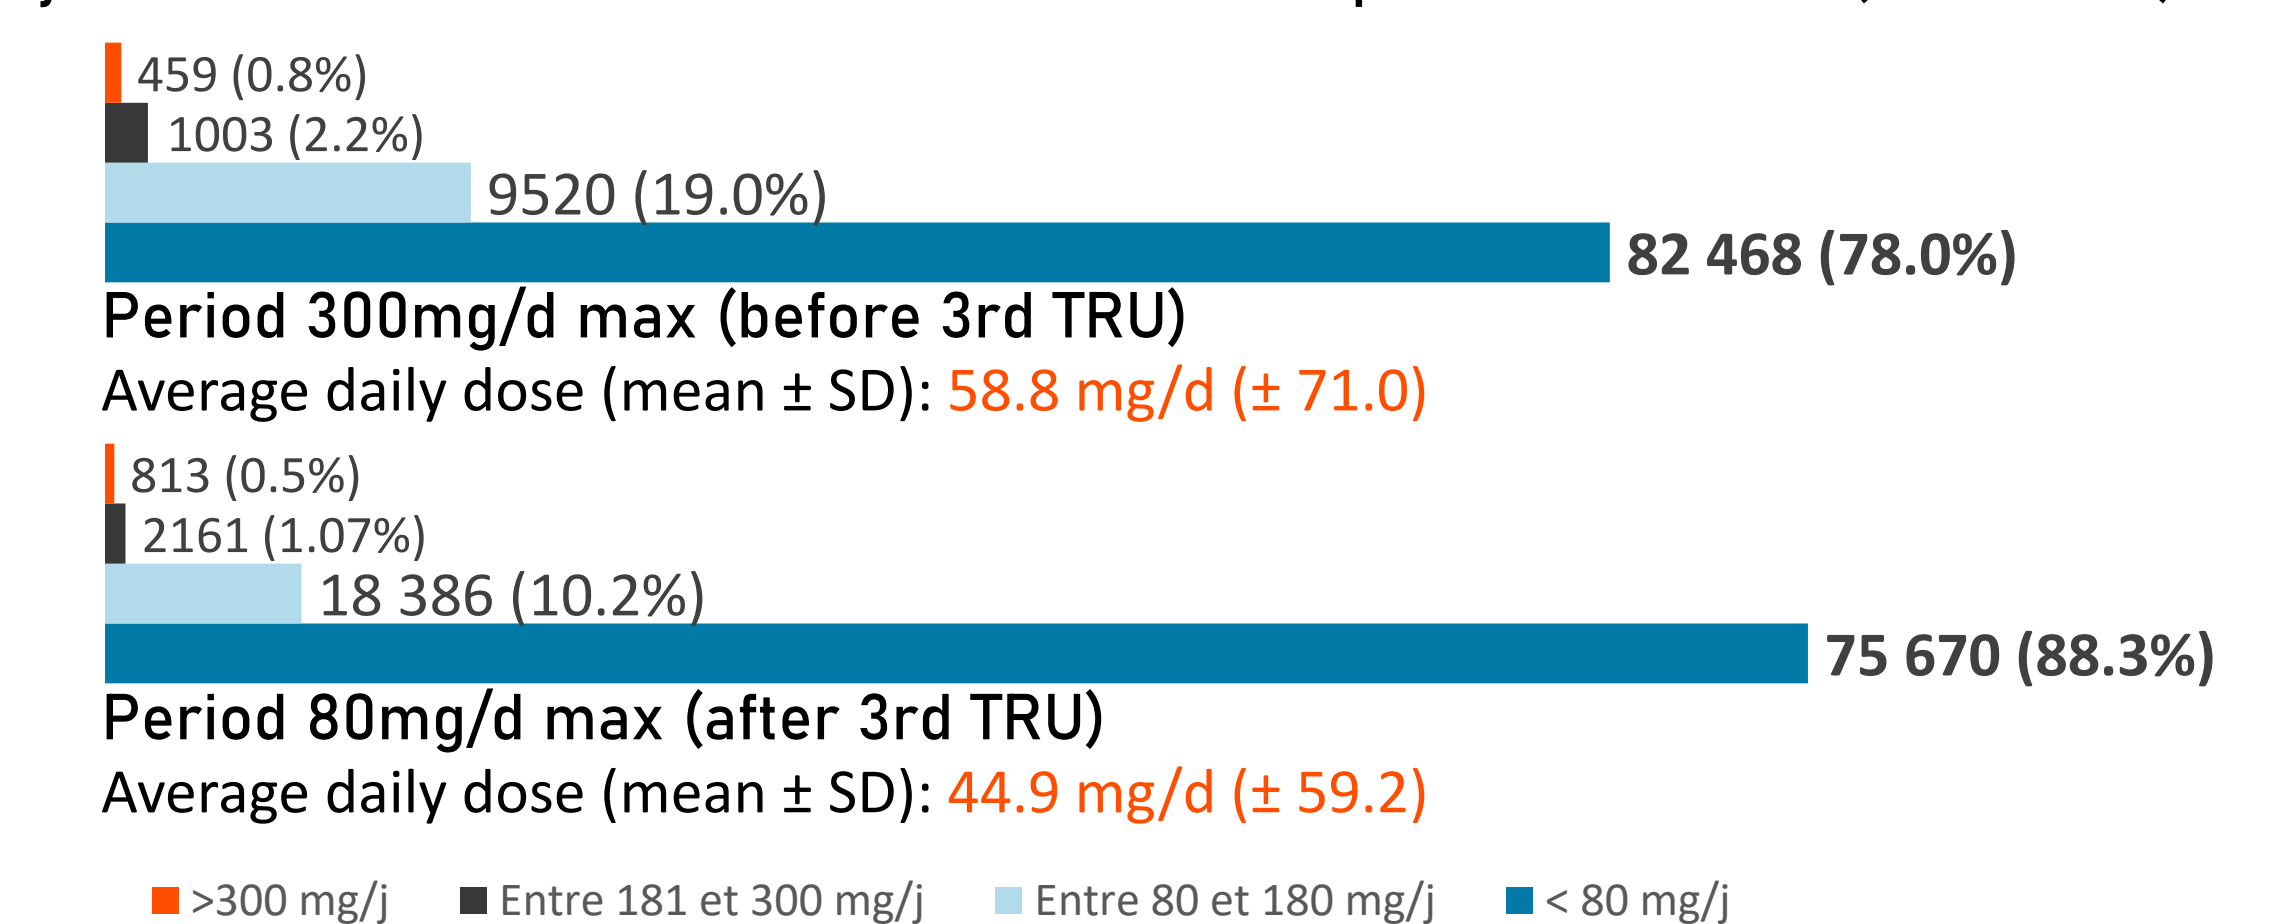 459 (0.8%)
1003 (2.2%)
9520 (19.0%)
82 468 (78.0%)
Period 300mg/d max (before 3rd TRU)
Average daily dose (mean ± SD): 58.8 mg/d (± 71.0)
813 (0.5%)
2161 (1.07%)
18 386 (10.2%)
75 670 (88.3%)
Period 80mg/d max (after 3rd TRU)
Average daily dose (mean ± SD): 44.9 mg/d (± 59.2)
>300 mg/j Entre 181 et 300 mg/j Entre 80 et 180 mg/j < 80 mg/j